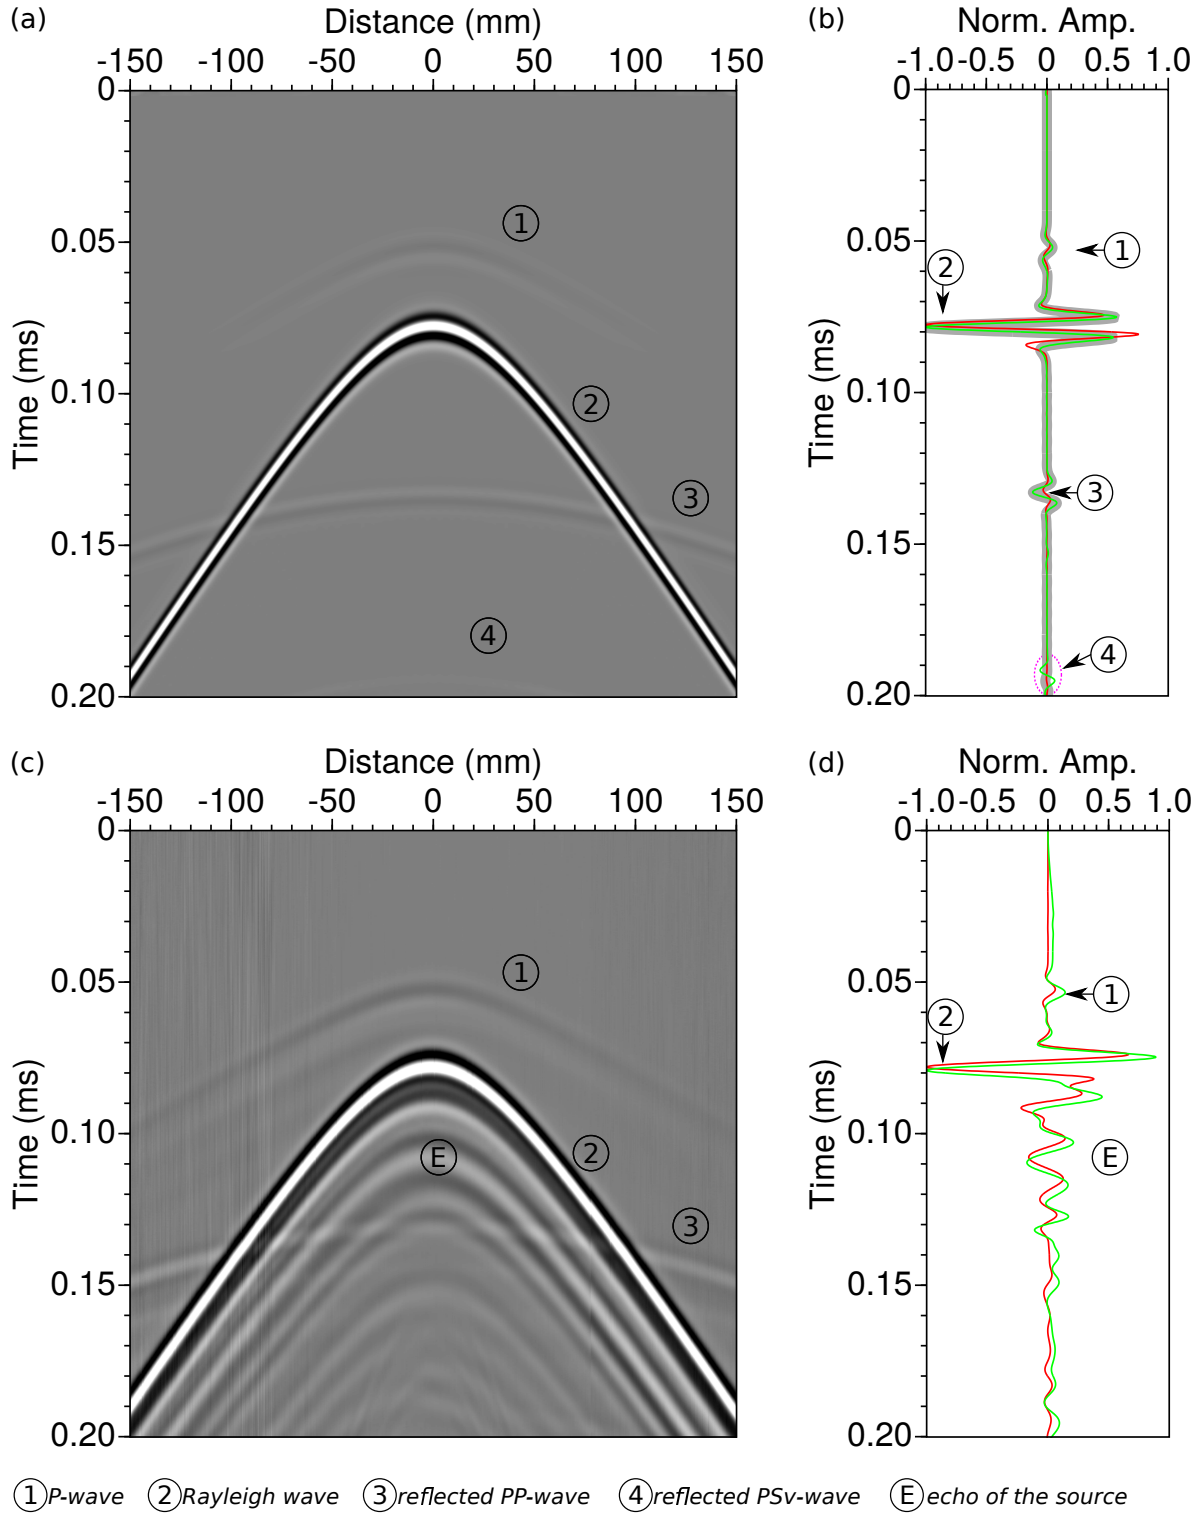 (a) Distance (mm) (b) Norm. Amp.
-150 -100 -50 0 50 100 150 -1.0 -0.5 0 0.5 1.0
0 0
1
0.05 0.05 1
2
Time (ms) Time (ms)
0.10 2 0.10
3 3
0.15 0.15
4 4
0.20 0.20
(c) Distance (mm) (d) Norm. Amp.
-150 -100 -50 0 50 100 150 -1.0 -0.5 0 0.5 1.0
0 0
1
0.05 0.05 1
2
Time (ms) Time (ms)
0.10 0.10
E 2 E
3
0.15 0.15
0.20 0.20
1 P-wave 2 Rayleigh wave 3 reflected PP-wave 4 reflected PSv-wave E echo of the source